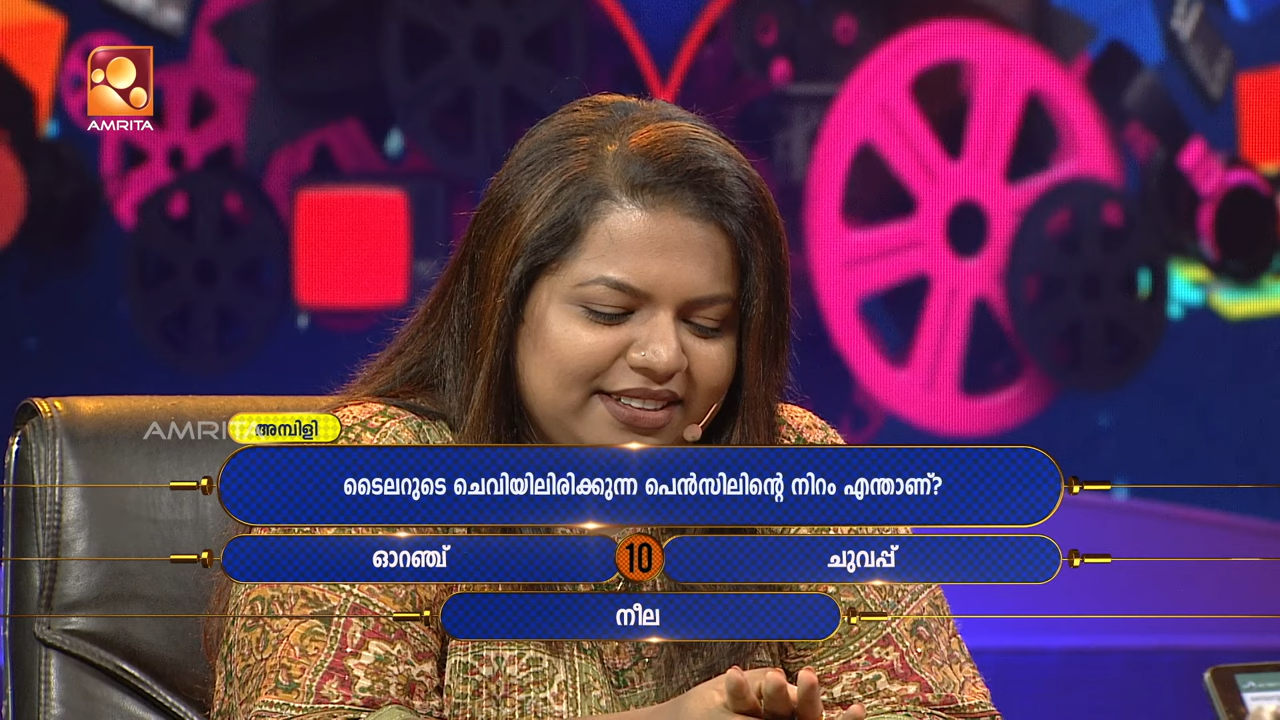 AMRITA
AMRITA
അമ്പിളി
ടൈലറുടെ ചെവിയിലിരിക്കുന്ന പെൻസിലിന്റെ നിറം എന്താണ്?
ഓറഞ്ച്
10
ചുവപ്പ്
നീല